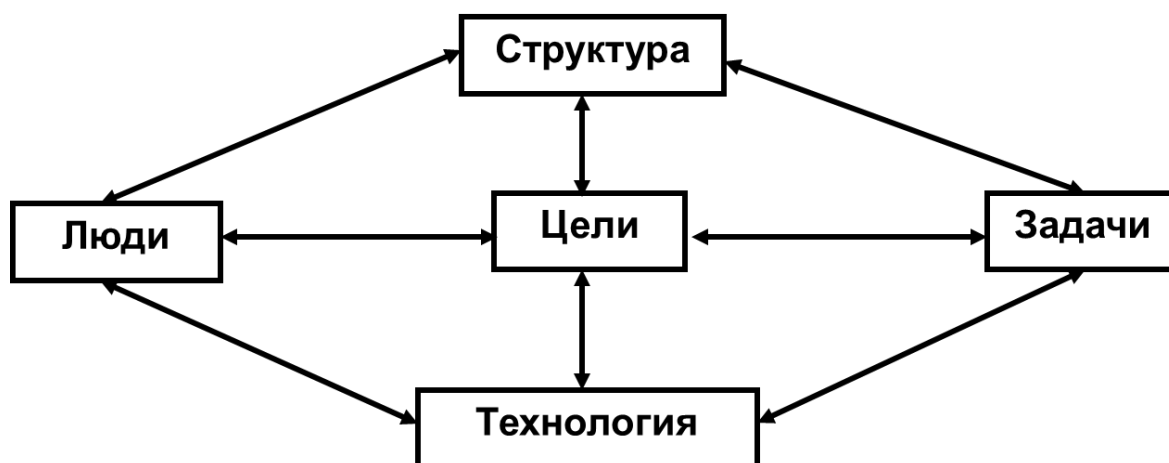 Структура
Люди
Цели
Задачи
Технология